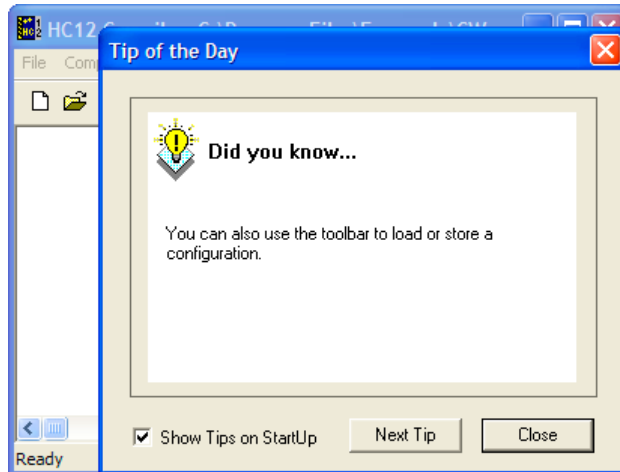 HC12
Tip of the Day
File
Did you know...
You can also use the toolbar to load or store a
configuration.
Show Tips on StartUp
Next Tip
Close
Ready